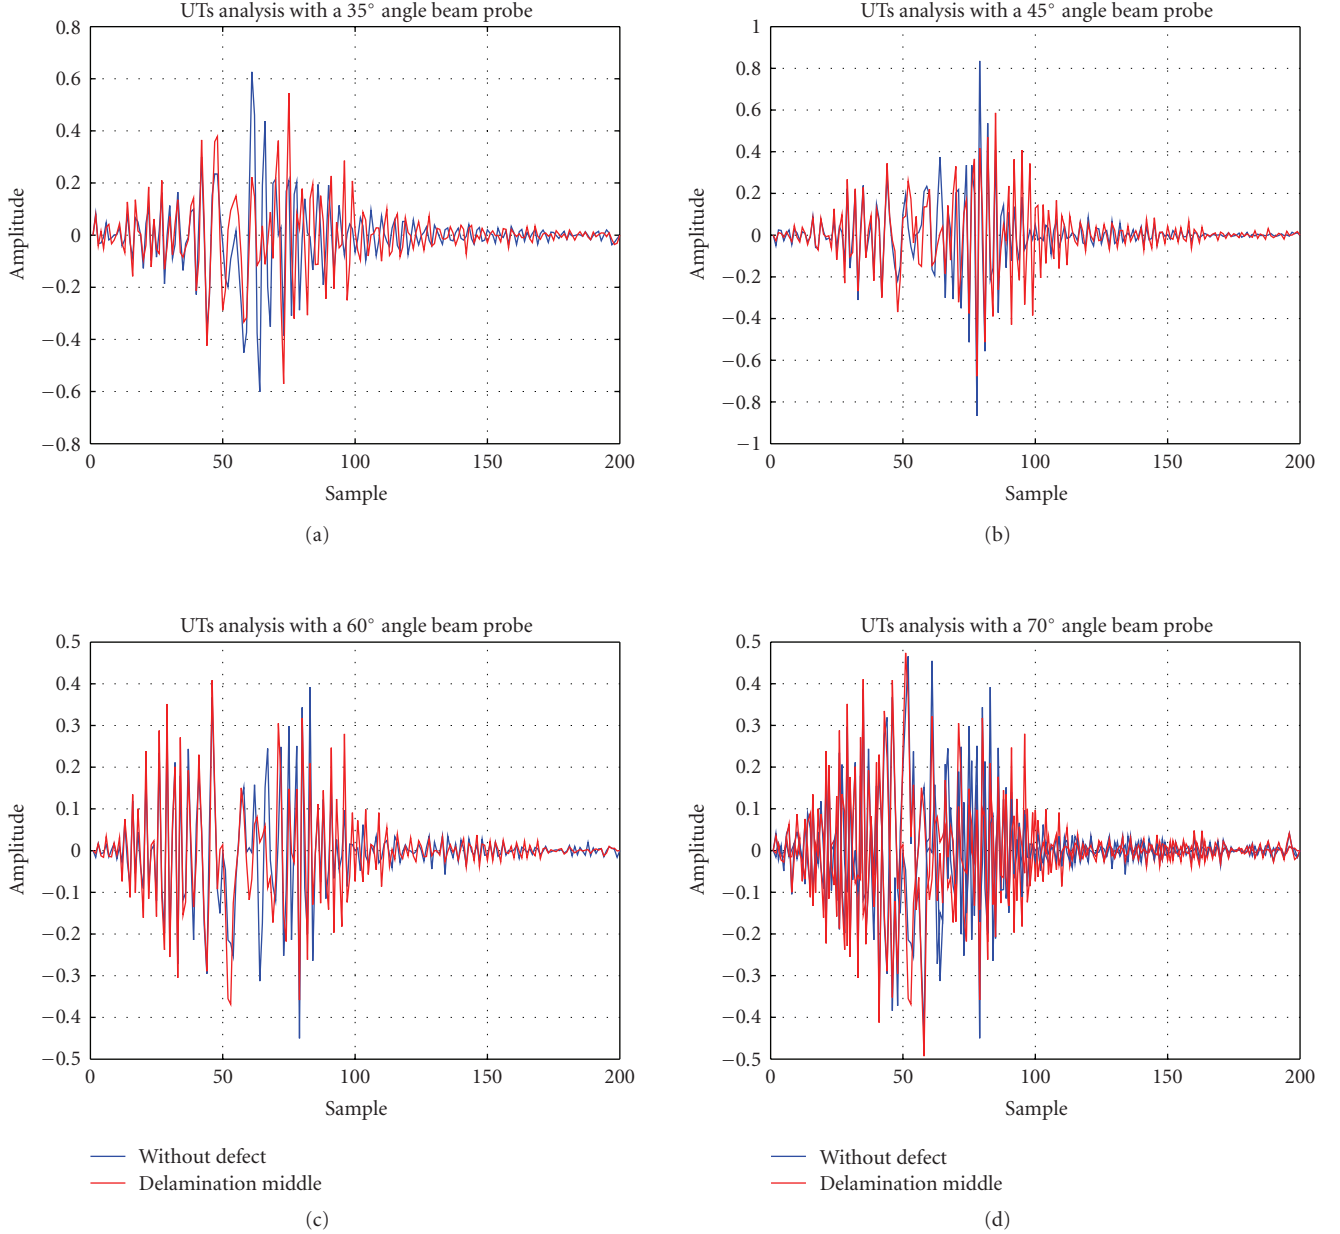 UTs analysis with a 35° angle beam probe
0.8
0.6
0.4
0.2
0
−0.2
−0.4
−0.6
−0.8
Amplitude
0 50 100 150 200
Sample
(a)
UTs analysis with a 45° angle beam probe
1
0.8
0.6
0.4
0.2
0
−0.2
−0.4
−0.6
−0.8
−1
Amplitude
0 50 100 150 200
Sample
(b)
UTs analysis with a 60° angle beam probe
0.5
0.4
0.3
0.2
0.1
0
−0.1
−0.2
−0.3
−0.4
−0.5
Amplitude
0 50 100 150 200
Sample
Without defect
Delamination middle
(c)
UTs analysis with a 70° angle beam probe
0.5
0.4
0.3
0.2
0.1
0
−0.1
−0.2
−0.3
−0.4
−0.5
Amplitude
0 50 100 150 200
Sample
Without defect
Delamination middle
(d)